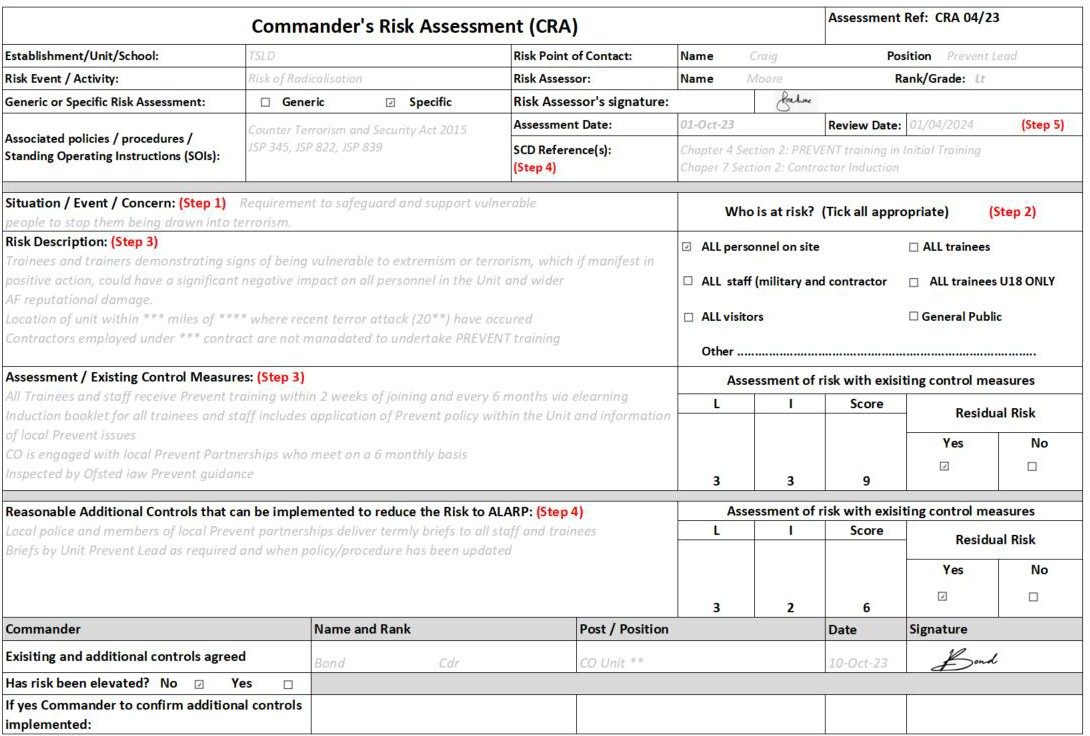 Commander's Risk Assessment (CRA)
Assessment Ref: CRA 04/23
Establishment/Unit/School: TSLD
Risk Point of Contact: Name Craig Position Prevent Lead
Risk Event / Activity: Risk of Radicalisation
Risk Assessor: Name Moore Rank/Grade: Lt
Generic or Specific Risk Assessment: ☐ Generic ☑ Specific
Risk Assessor's signature:
Associated policies / procedures /
Standing Operating Instructions (SOIs):
Counter Terrorism and Security Act 2015
JSP 345, JSP 822, JSP 839
Assessment Date: 01-Oct-23 Review Date: 01/04/2024 (Step 5)
SCD Reference(s):
(Step 4)
Chapter 4 Section 2: PREVENT training in Initial Training
Chaper 7 Section 2: Contractor Induction
Situation / Event / Concern: (Step 1) Requirement to safeguard and support vulnerable
people to stop them being drawn into terrorism.
Who is at risk? (Tick all appropriate) (Step 2)
Risk Description: (Step 3)
Trainees and trainers demonstrating signs of being vulnerable to extremism or terrorism, which if manifest in
positive action, could have a significant negative impact on all personnel in the Unit and wider
AF reputational damage.
Location of unit within *** miles of **** where recent terror attack (20**) have occured
Contractors employed under *** contract are not manadated to undertake PREVENT training
☑ ALL personnel on site ☐ ALL trainees
☐ ALL staff (military and contractor ☐ ALL trainees U18 ONLY
☐ ALL visitors ☐ General Public
Other ....................................................................................
Assessment / Existing Control Measures: (Step 3)
All Trainees and staff receive Prevent training within 2 weeks of joining and every 6 months via elearning
Induction booklet for all trainees and staff includes application of Prevent policy within the Unit and information
of local Prevent issues
CO is engaged with local Prevent Partnerships who meet on a 6 monthly basis
Inspected by Ofsted iaw Prevent guidance
Assessment of risk with exisiting control measures
L I Score Residual Risk
Yes No
☑ ☐
3 3 9
Reasonable Additional Controls that can be implemented to reduce the Risk to ALARP: (Step 4)
Local police and members of local Prevent partnerships deliver termly briefs to all staff and trainees
Briefs by Unit Prevent Lead as required and when policy/procedure has been updated
Assessment of risk with exisiting control measures
L I Score Residual Risk
Yes No
☑ ☐
3 2 6
Commander Name and Rank Post / Position Date Signature
Exisiting and additional controls agreed Bond Cdr CO Unit ** 10-Oct-23 Bond
Has risk been elevated? No ☑ Yes ☐
If yes Commander to confirm additional controls
implemented: